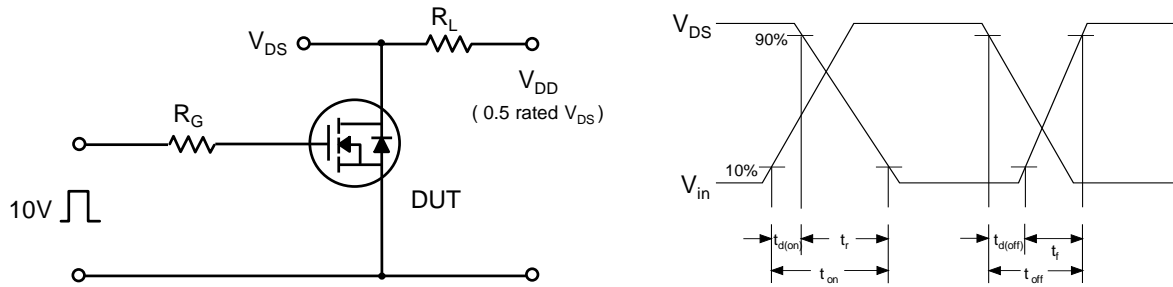 R_L
V_DS
V_DD
( 0.5 rated V_DS )
R_G
10V
DUT
V_DS
90%
10%
V_in
t_d(on)
t_r
t_on
t_d(off)
t_f
t_off